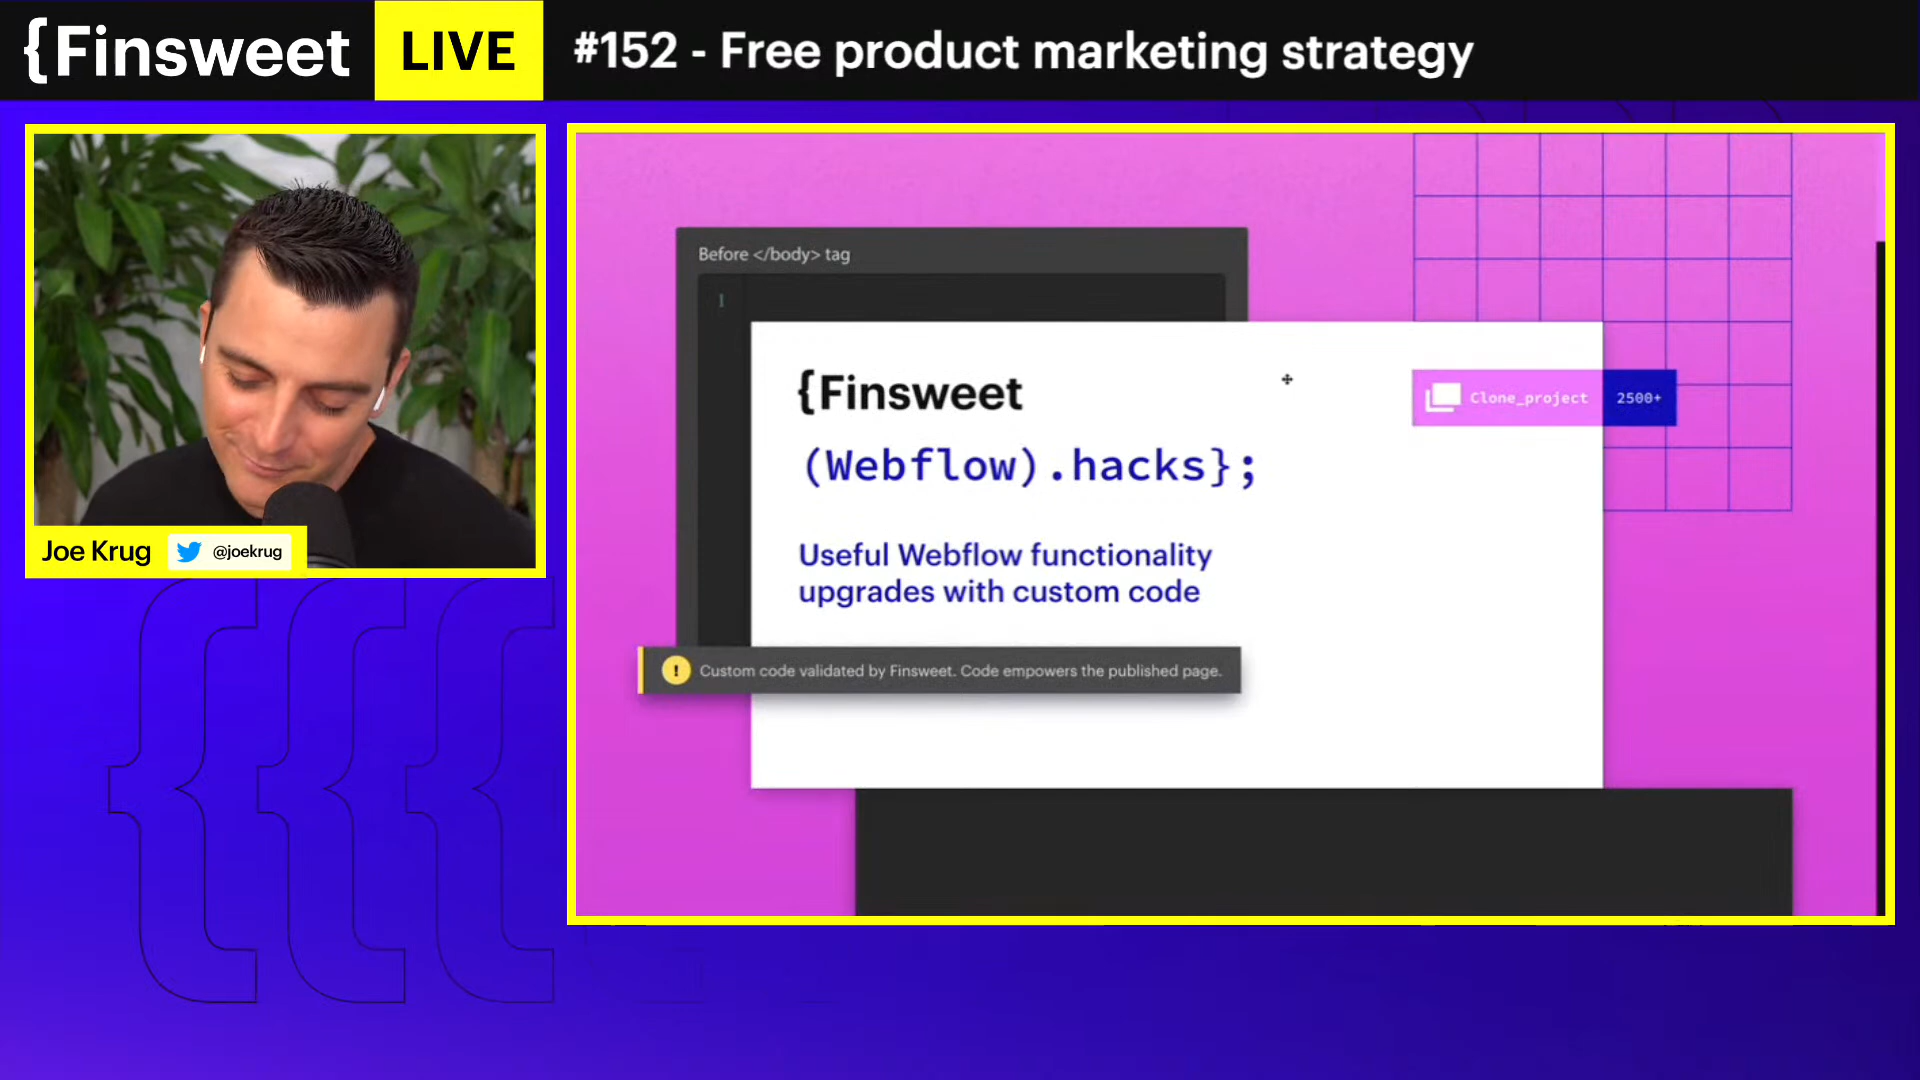 {Finsweet LIVE #152 - Free product marketing strategy
Joe Krug @joekrug
Before </body> tag
1
{Finsweet
Clone_project 2500+
(Webflow).hacks};
Useful Webflow functionality
upgrades with custom code
! Custom code validated by Finsweet. Code empowers the published page.